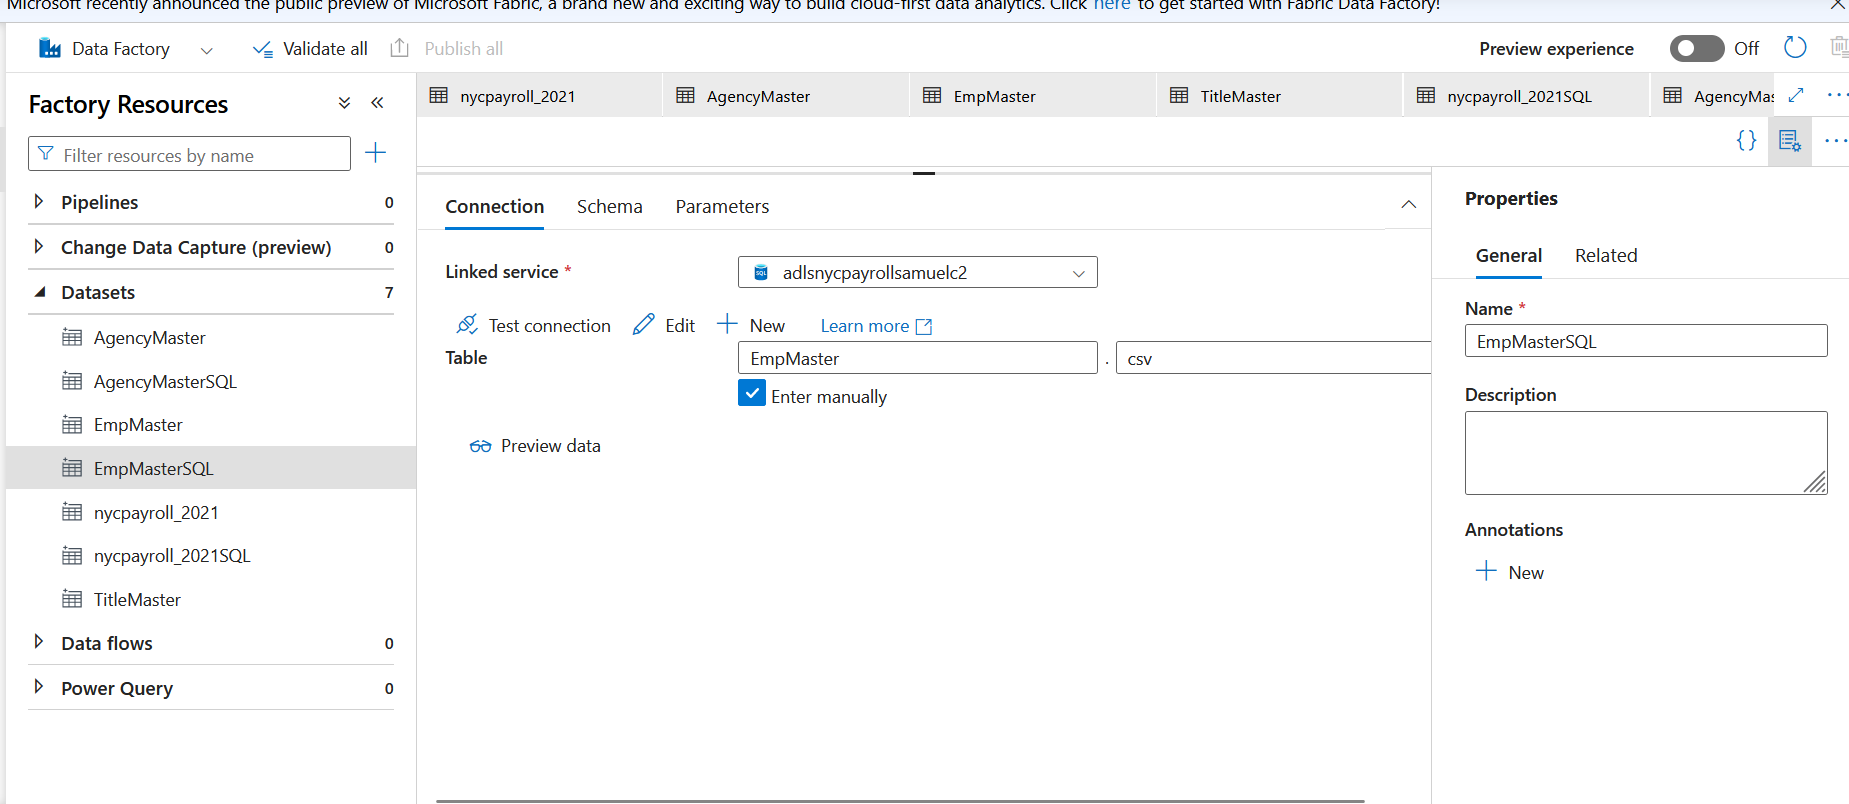 Microsoft recently announced the public preview of Microsoft Fabric, a brand new and exciting way to build cloud-first data analytics. Click here to get started with Fabric Data Factory!
Data Factory
Validate all
Publish all
Preview experience
Off
Factory Resources
Filter resources by name
Pipelines 0
Change Data Capture (preview) 0
Datasets 7
AgencyMaster
AgencyMasterSQL
EmpMaster
EmpMasterSQL
nycpayroll_2021
nycpayroll_2021SQL
TitleMaster
Data flows 0
Power Query 0
nycpayroll_2021
AgencyMaster
EmpMaster
TitleMaster
nycpayroll_2021SQL
AgencyMas
Connection
Schema
Parameters
Linked service *
SQL
adlsnycpayrollsamuelc2
Test connection
Edit
New
Learn more
Table
EmpMaster . csv
Enter manually
Preview data
Properties
General
Related
Name *
EmpMasterSQL
Description
Annotations
New